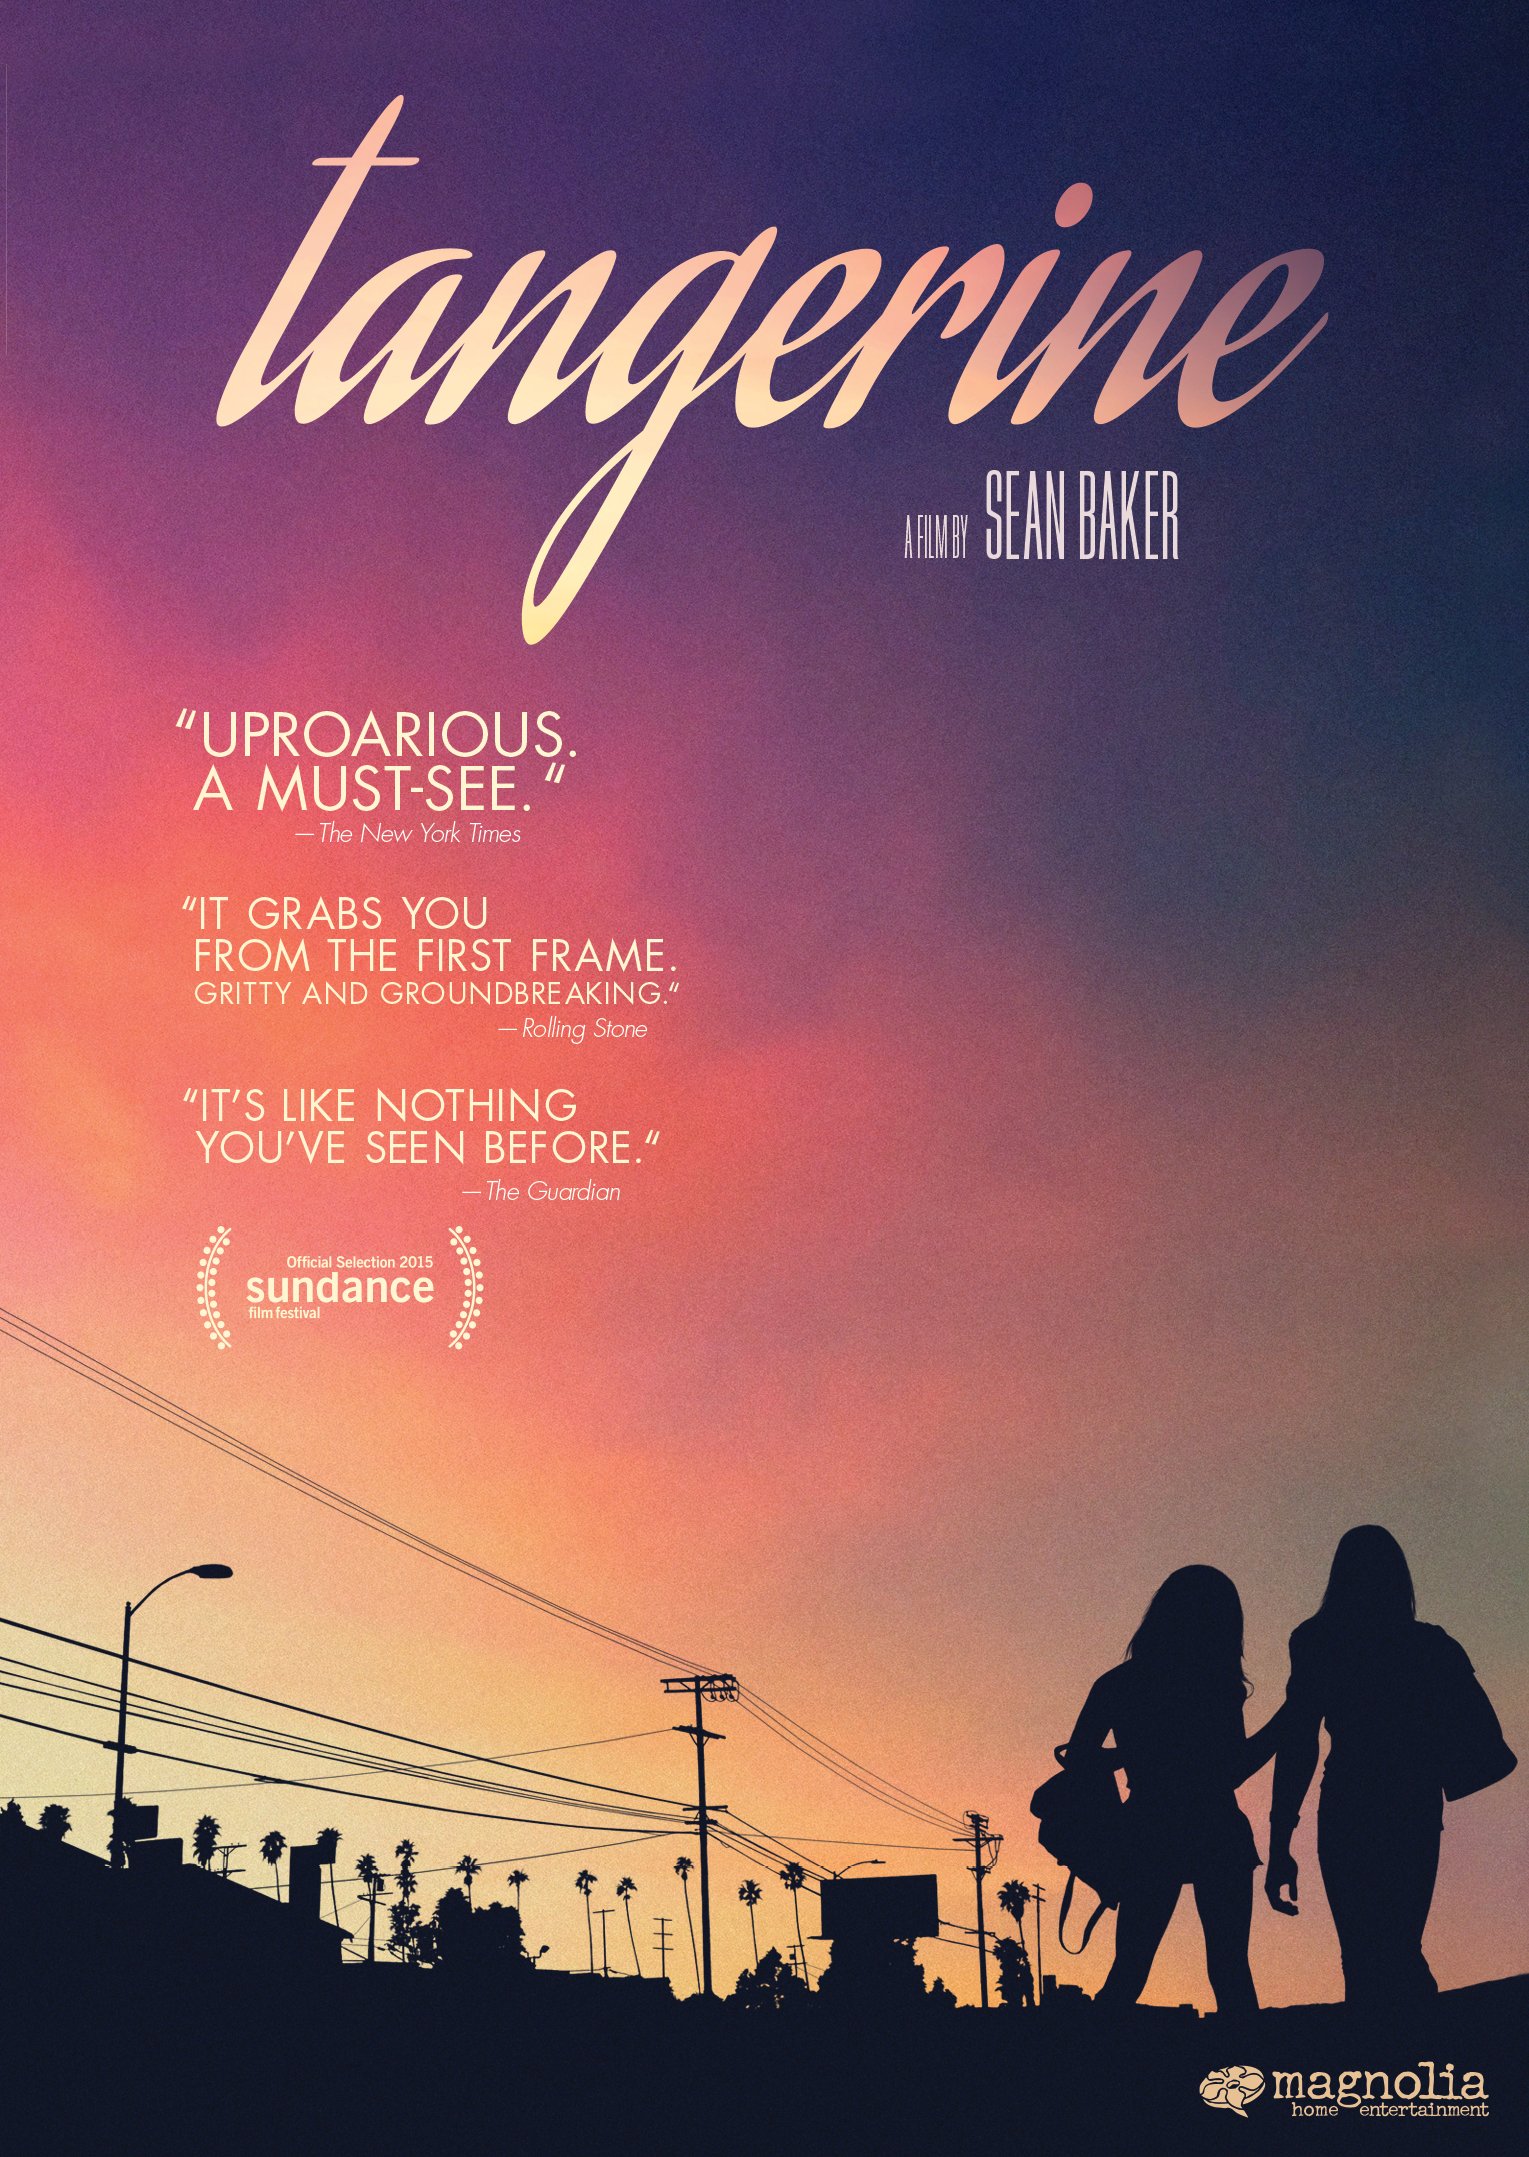 tangerine
A FILM BY SEAN BAKER
“UPROARIOUS.
A MUST-SEE.“
—The New York Times
“IT GRABS YOU
FROM THE FIRST FRAME.
GRITTY AND GROUNDBREAKING.“
—Rolling Stone
“IT’S LIKE NOTHING
YOU’VE SEEN BEFORE.“
—The Guardian
Official Selection 2015
sundance
film festival
magnolia
home entertainment